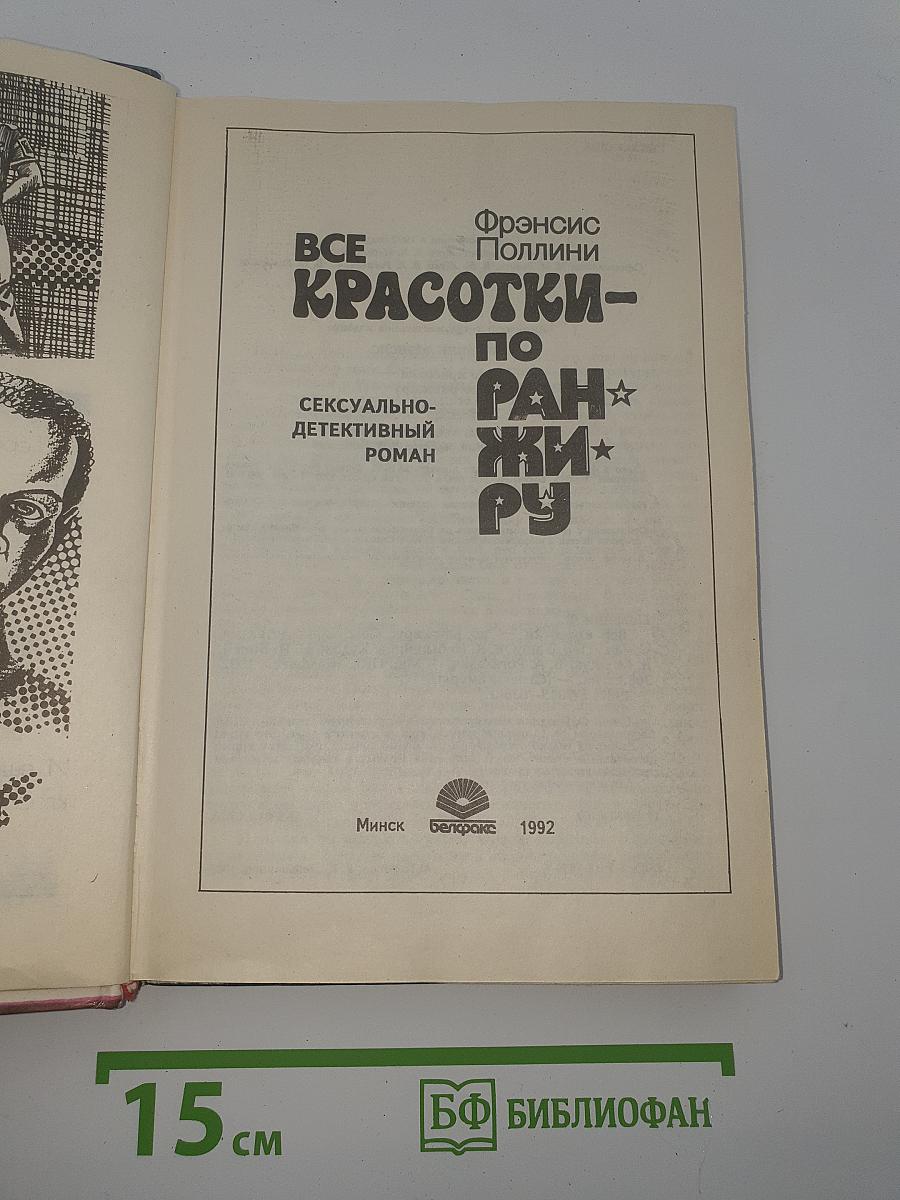 Фрэнсис
Поллини
ВСЕ
КРАСОТКИ–
ПО
РАН
ЖИ
РУ
СЕКСУАЛЬНО-
ДЕТЕКТИВНЫЙ
РОМАН
Минск
белфакс
1992
15 см
БФ БИБЛИОФАН